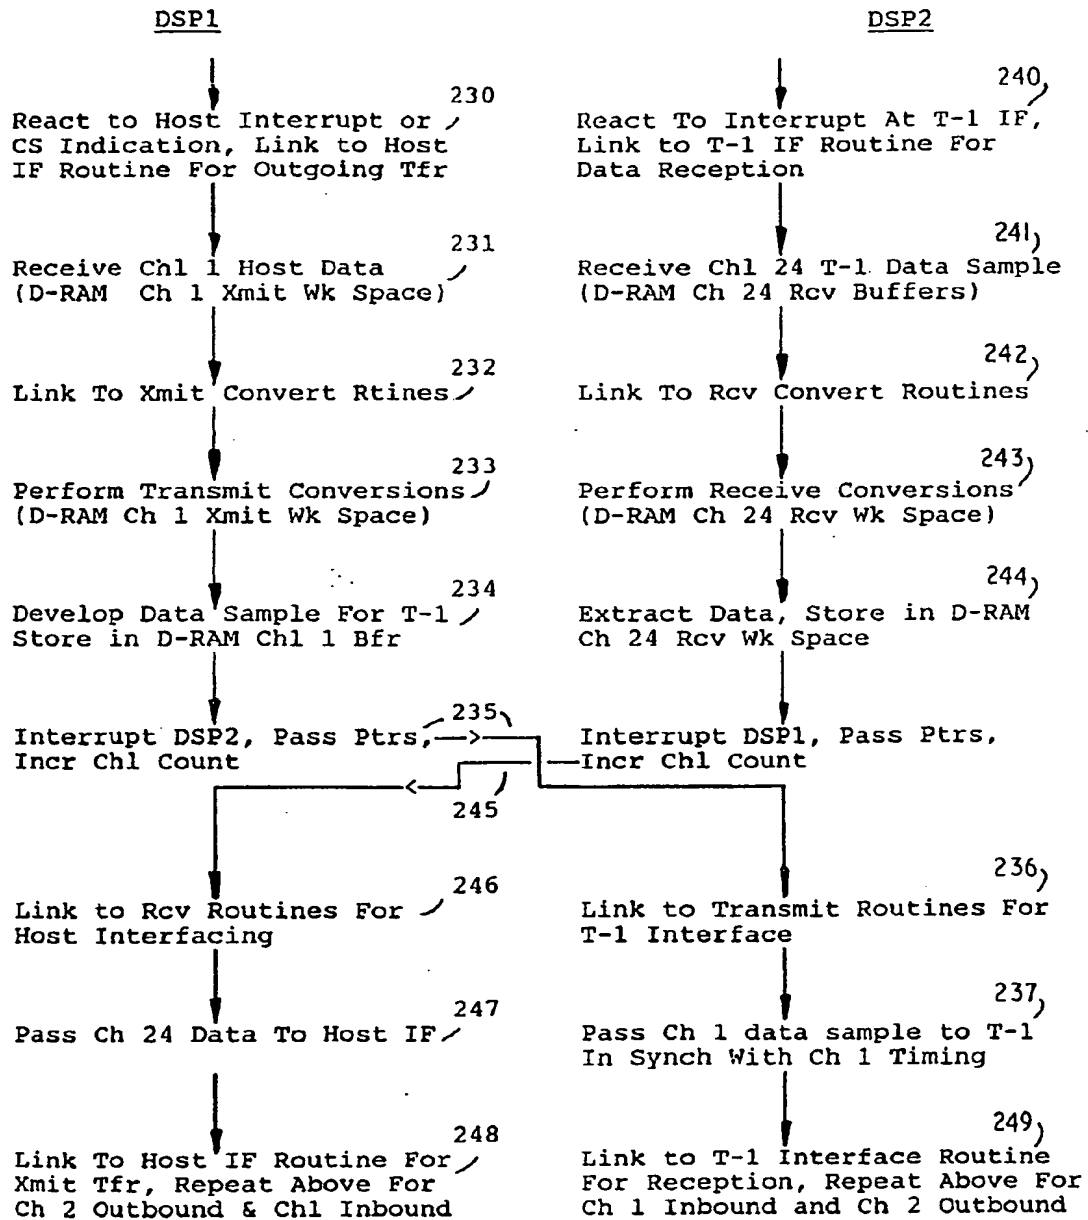 DSP1
230
React to Host Interrupt or
CS Indication, Link to Host
IF Routine For Outgoing Tfr
231
Receive Chl 1 Host Data
(D-RAM Ch 1 Xmit Wk Space)
232
Link To Xmit Convert Rtines
233
Perform Transmit Conversions
(D-RAM Ch 1 Xmit Wk Space)
234
Develop Data Sample For T-1
Store in D-RAM Chl 1 Bfr
235
Interrupt DSP2, Pass Ptrs,
Incr Chl Count
245
246
Link to Rcv Routines For
Host Interfacing
247
Pass Ch 24 Data To Host IF
248
Link To Host IF Routine For
Xmit Tfr, Repeat Above For
Ch 2 Outbound & Chl Inbound
DSP2
240
React To Interrupt At T-1 IF,
Link to T-1 IF Routine For
Data Reception
241
Receive Chl 24 T-1 Data Sample
(D-RAM Ch 24 Rcv Buffers)
242
Link To Rcv Convert Routines
243
Perform Receive Conversions
(D-RAM Ch 24 Rcv Wk Space)
244
Extract Data, Store in D-RAM
Ch 24 Rcv Wk Space
Interrupt DSP1, Pass Ptrs,
Incr Chl Count
236
Link to Transmit Routines For
T-1 Interface
237
Pass Ch 1 data sample to T-1
In Synch With Ch 1 Timing
249
Link to T-1 Interface Routine
For Reception, Repeat Above For
Ch 1 Inbound and Ch 2 Outbound